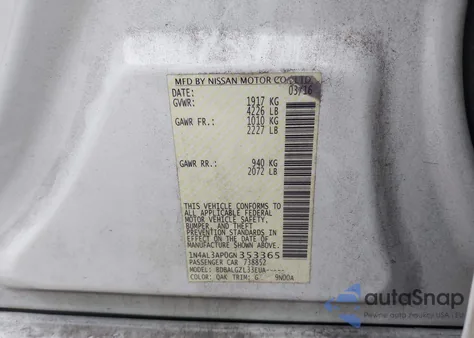 MFD BY NISSAN MOTOR CO., LTD.
DATE: 03/16
GVWR: 1917 KG
4226 LB
GAWR FR.: 1010 KG
2227 LB
GAWR RR.: 940 KG
2072 LB
THIS VEHICLE CONFORMS TO
ALL APPLICABLE FEDERAL
MOTOR VEHICLE SAFETY,
BUMPER, AND THEFT
PREVENTION STANDARDS
IN EFFECT ON THE DATE OF
MANUFACTURE SHOWN ABOVE.
1N4AL3AP0GN353365
PASSENGER CAR 738852
MODEL: BDBALGZL33EUA
COLOR: QAK TRIM: G
autoSnap